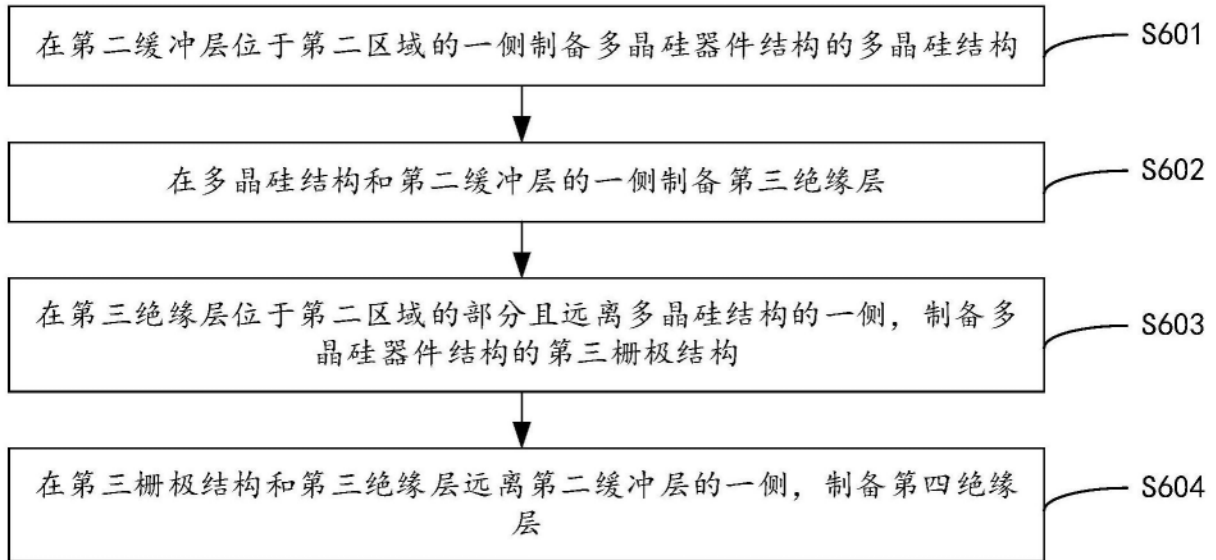 在第二缓冲层位于第二区域的一侧制备多晶硅器件结构的多晶硅结构
S601
在多晶硅结构和第二缓冲层的一侧制备第三绝缘层
S602
在第三绝缘层位于第二区域的部分且远离多晶硅结构的一侧，制备多
晶硅器件结构的第三栅极结构
S603
在第三栅极结构和第三绝缘层远离第二缓冲层的一侧，制备第四绝缘
层
S604